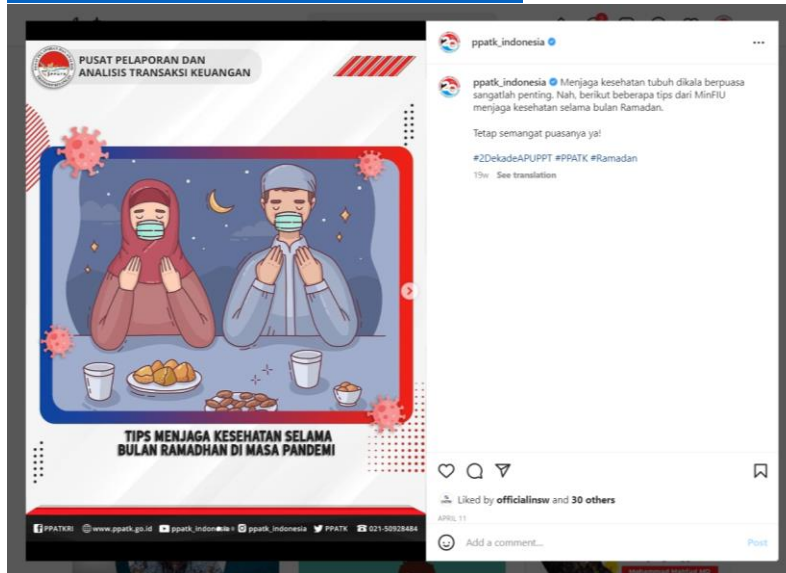 PUSAT PELAPORAN DAN
ANALISIS TRANSAKSI KEUANGAN
TIPS MENJAGA KESEHATAN SELAMA
BULAN RAMADHAN DI MASA PANDEMI
PPATKRI www.ppatk.go.id ppatk_indonesia ppatk_indonesia PPATK 021-50928484
ppatk_indonesia
ppatk_indonesia Menjaga kesehatan tubuh dikala berpuasa
sangatlah penting. Nah, berikut beberapa tips dari MinFIU
menjaga kesehatan selama bulan Ramadan.
Tetap semangat puasanya ya!
#2DekadeAPUPPT #PPATK #Ramadan
19w See translation
Liked by officialinsw and 30 others
APRIL 11
Add a comment... Post